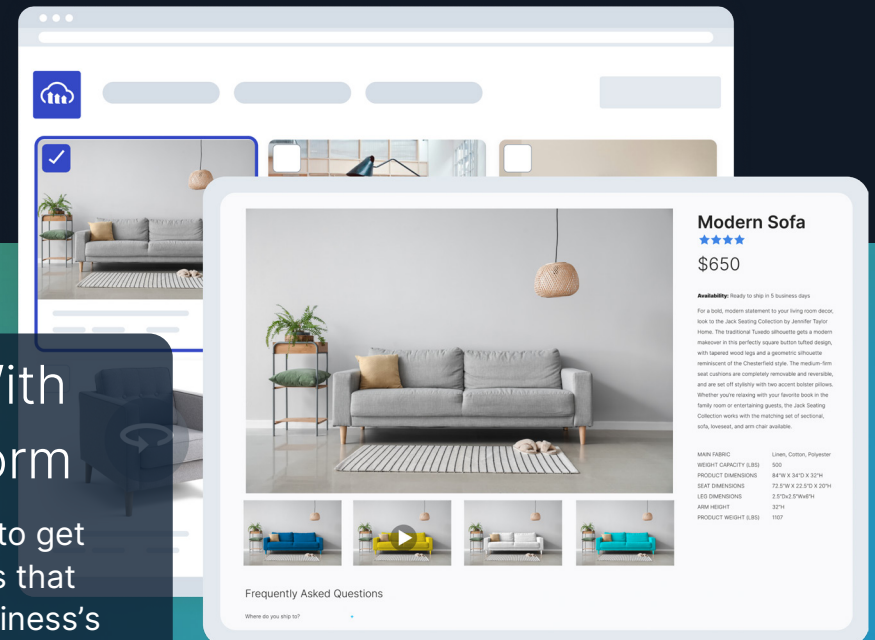 Modern Sofa
$650
Availability: Ready to ship in 5 business days
For a bold, modern statement to your living room decor,
look to the Jack Seating Collection by Jennifer Taylor
Home. The traditional Tuxedo silhouette gets a modern
makeover in this perfectly square button tufted design,
with tapered wood legs and a geometric silhouette
reminiscent of the Chesterfield style. The medium-firm
seat cushions are completely removable and reversible,
and are set off stylishly with two accent bolster pillows.
Whether you're relaxing with your favorite book in the
family room or entertaining guests, the Jack Seating
Collection works with the matching set of sectional,
sofa, loveseat, and arm chair available.
MAIN FABRIC Linen, Cotton, Polyester
WEIGHT CAPACITY (LBS) 500
PRODUCT DIMENSIONS 84"W X 34"D X 32"H
SEAT DIMENSIONS 72.5"W X 22.5"D X 20"H
LEG DIMENSIONS 2.5"Dx2.5"Wx6"H
ARM HEIGHT 32"H
PRODUCT WEIGHT (LBS) 1107
Frequently Asked Questions
Where do you ship to?
to get
s that
iness's